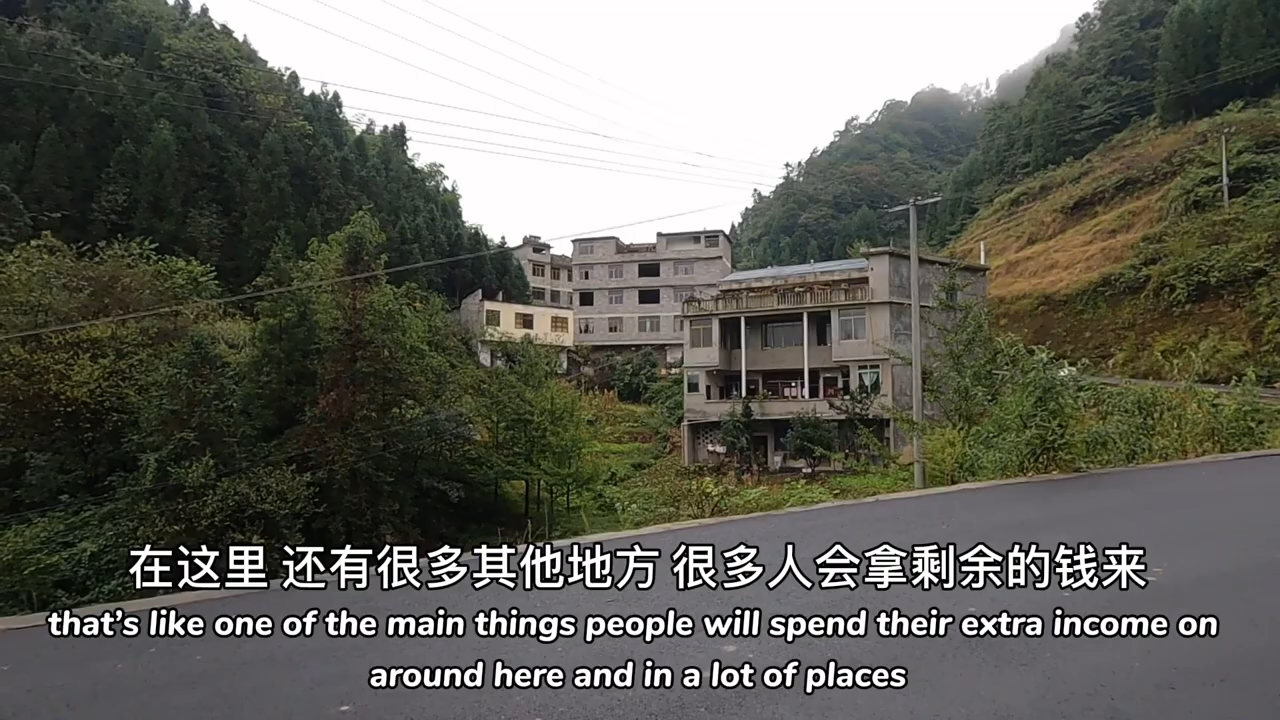 在这里 还有很多其他地方 很多人会拿剩余的钱来
that's like one of the main things people will spend their extra income on
around here and in a lot of places